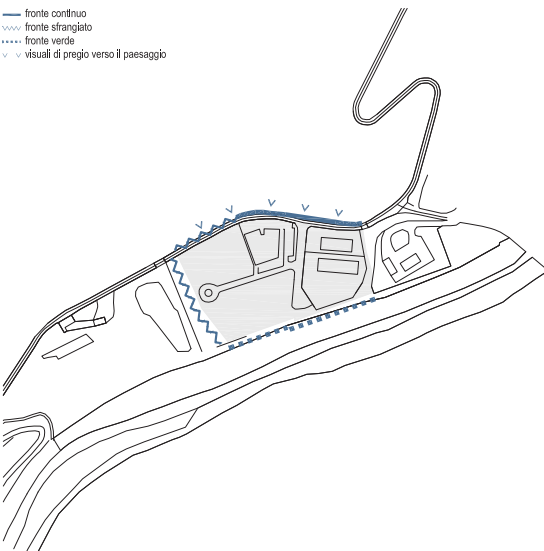 fronte continuo
fronte sfrangiato
fronte verde
visuali di pregio verso il paesaggio